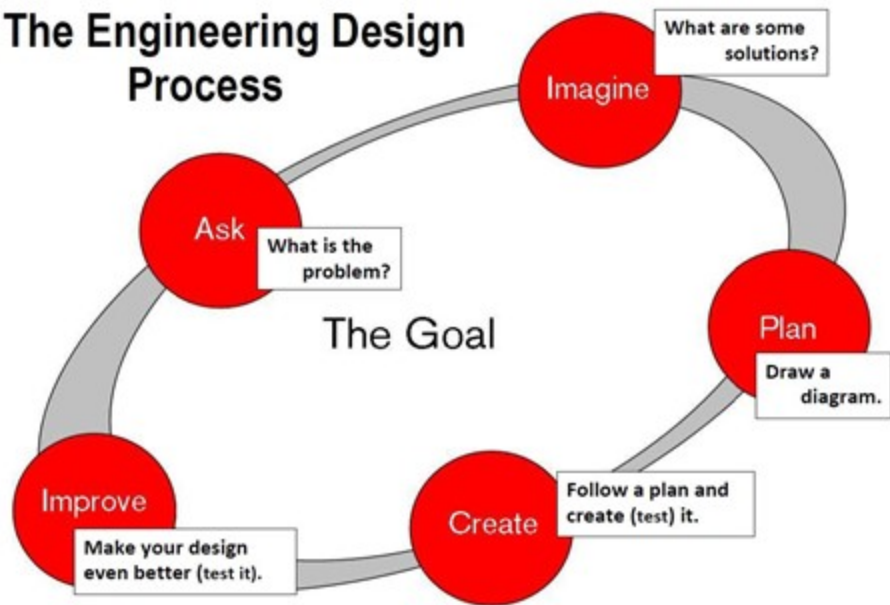 The Engineering Design
Process
Imagine
What are some
solutions?
Ask
What is the
problem?
The Goal
Plan
Draw a
diagram.
Create
Follow a plan and
create (test) it.
Improve
Make your design
even better (test it).